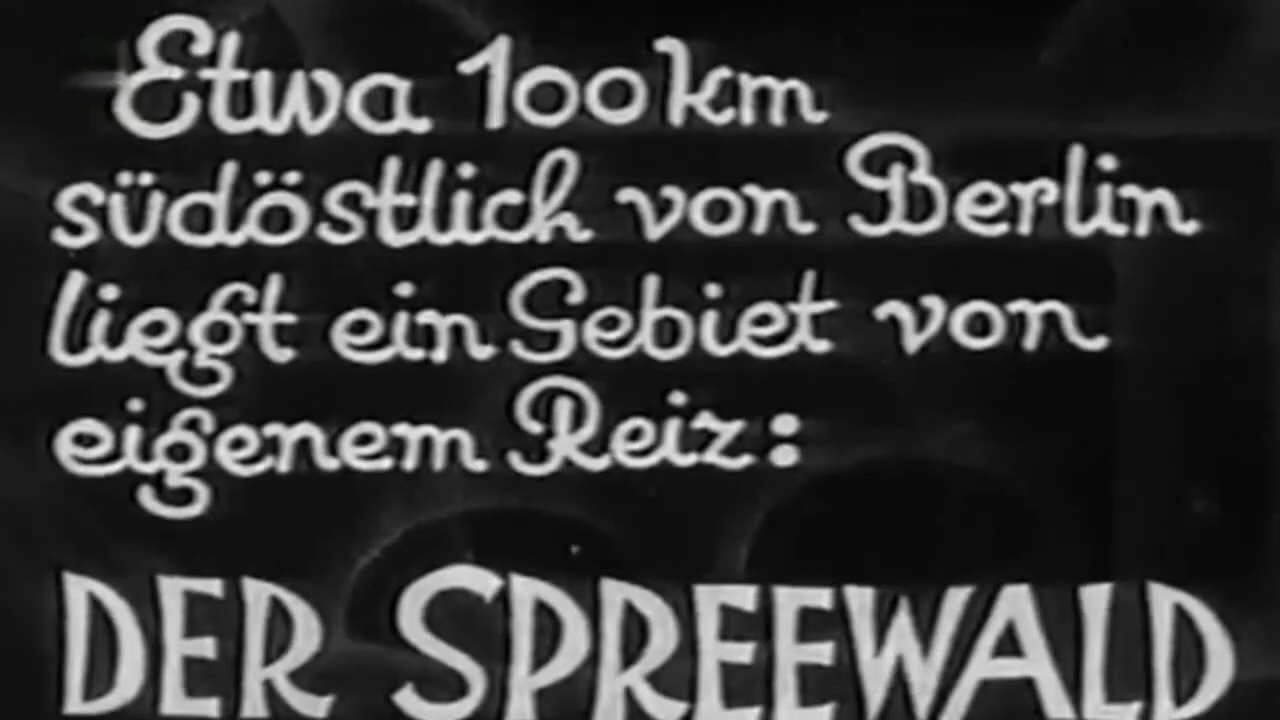 Etwa 100km
südöstlich von Berlin
liegt ein Gebiet von
eigenem Reiz:
DER SPREEWALD